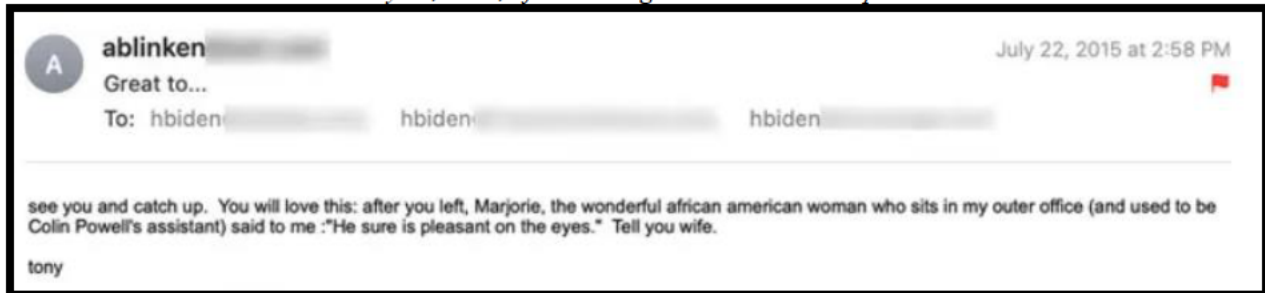 ablinken
July 22, 2015 at 2:58 PM
A
Great to...
To: hbiden hbiden hbiden
see you and catch up.  You will love this: after you left, Marjorie, the wonderful african american woman who sits in my outer office (and used to be
Colin Powell's assistant) said to me :"He sure is pleasant on the eyes."  Tell you wife.
tony